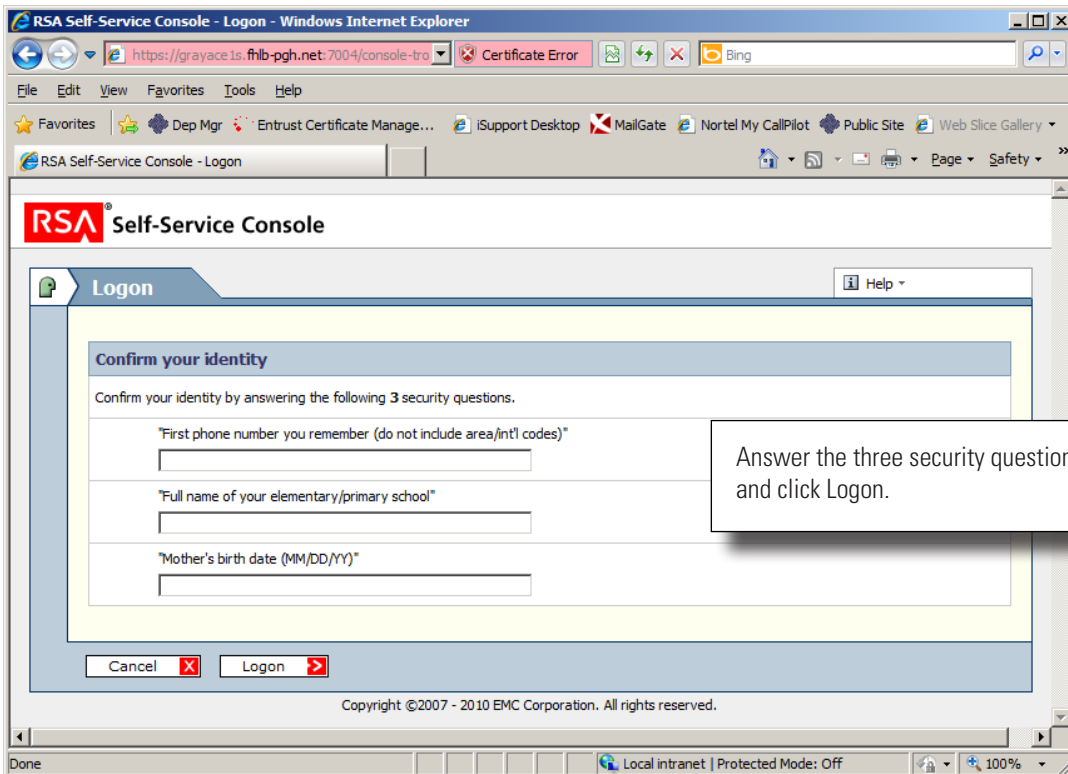 RSA Self-Service Console - Logon - Windows Internet Explorer
https://grayace1s.fhlb-pgh.net:7004/console-tro Certificate Error Bing
File Edit View Favorites Tools Help
Favorites Dep Mgr Entrust Certificate Manage... iSupport Desktop MailGate Nortel My CallPilot Public Site Web Slice Gallery
RSA Self-Service Console - Logon Page Safety »
RSA® Self-Service Console
Logon Help
Confirm your identity
Confirm your identity by answering the following 3 security questions.
"First phone number you remember (do not include area/int'l codes)"
Answer the three security question
and click Logon.
"Full name of your elementary/primary school"
"Mother's birth date (MM/DD/YY)"
Cancel X Logon >
Copyright ©2007 - 2010 EMC Corporation. All rights reserved.
Done Local intranet | Protected Mode: Off 100%